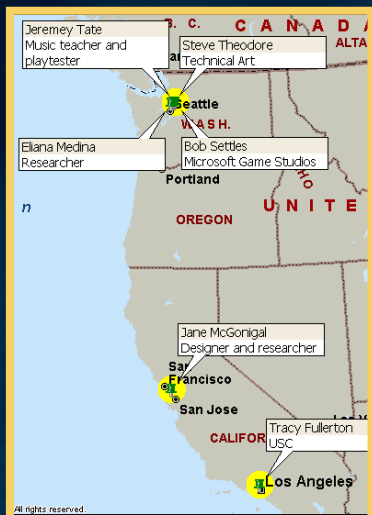 B. C.
CANADA
ALTA
Jeremey Tate
Music teacher and
playtester
Steve Theodore
Technical Art
Seattle
WASH.
Eliana Medina
Researcher
Bob Settles
Microsoft Game Studios
Portland
n
UNITE
OREGON
Jane McGonigal
Designer and researcher
San
Francisco
San Jose
CALIFOR
Tracy Fullerton
USC
Los Angeles
All rights reserved.